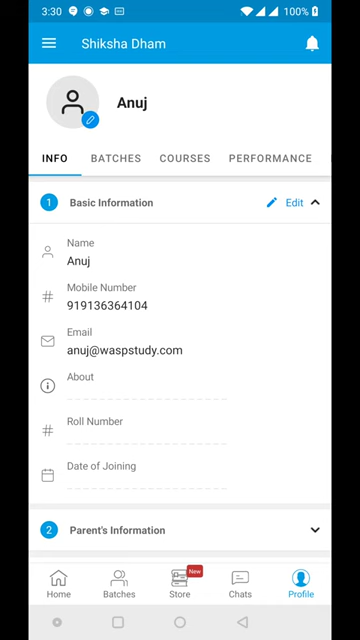 3:30
100%
Shiksha Dham
Anuj
INFO BATCHES COURSES PERFORMANCE
1 Basic Information Edit
Name
Anuj
Mobile Number
919136364104
Email
anuj@waspstudy.com
About
Roll Number
Date of Joining
2 Parent's Information
New
Home Batches Store Chats Profile